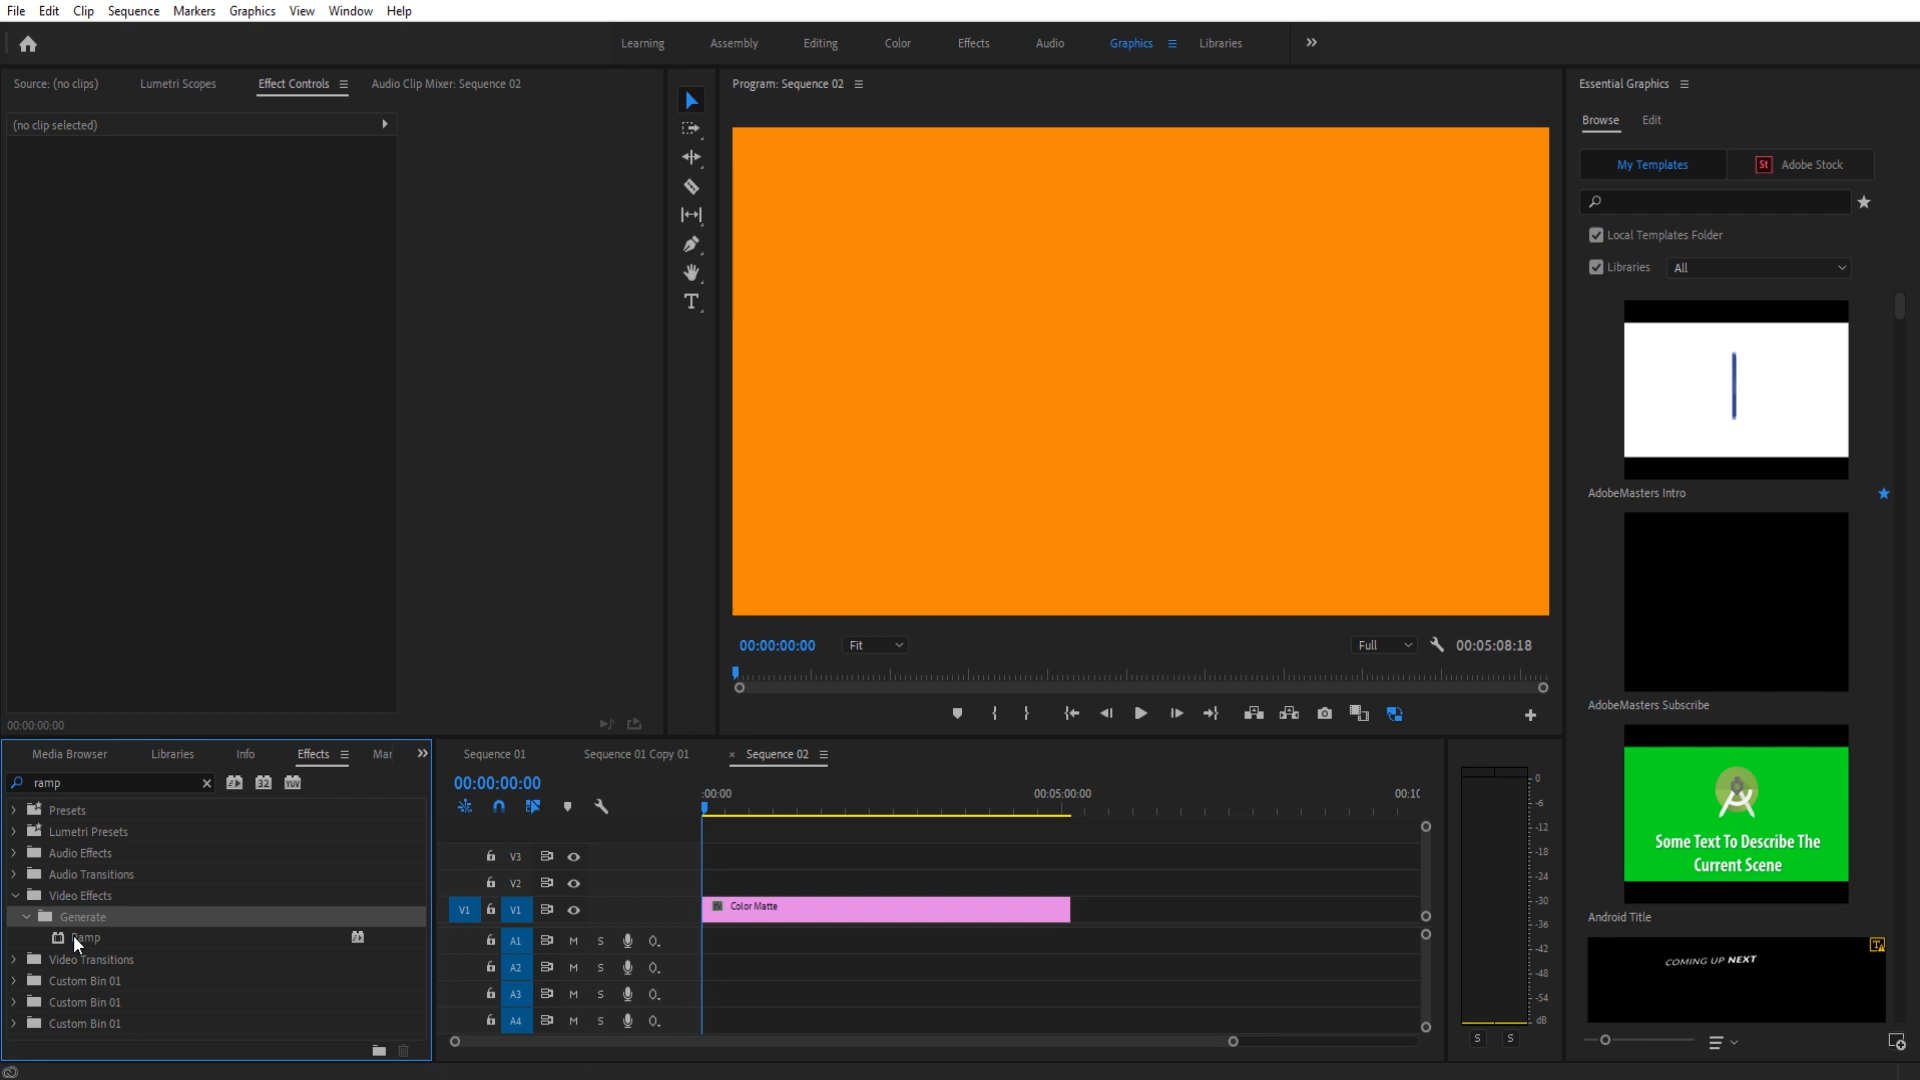 File Edit Clip Sequence Markers Graphics View Window Help
Learning Assembly Editing Color Effects Audio Graphics Libraries
Source: (no clips) Lumetri Scopes Effect Controls Audio Clip Mixer: Sequence 02
(no clip selected)
00:00:00:00
Program: Sequence 02
00:00:00:00 Fit Full 00:05:08:18
Essential Graphics
Browse Edit
My Templates St Adobe Stock
Local Templates Folder
Libraries All
AdobeMasters Intro
AdobeMasters Subscribe
Some Text To Describe The
Current Scene
Android Title
COMING UP NEXT
Media Browser Libraries Info Effects Mar
ramp 32 YUV
Presets
Lumetri Presets
Audio Effects
Audio Transitions
Video Effects
Generate
Ramp
Video Transitions
Custom Bin 01
Custom Bin 01
Custom Bin 01
Sequence 01 Sequence 01 Copy 01 × Sequence 02
00:00:00:00
:00:00 00:05:00:00 00:10
V3
V2
V1 V1 fx Color Matte
A1 M S
A2 M S
A3 M S
A4 M S
0
-6
-12
-18
-24
-30
-36
-42
-48
-54
dB
S S